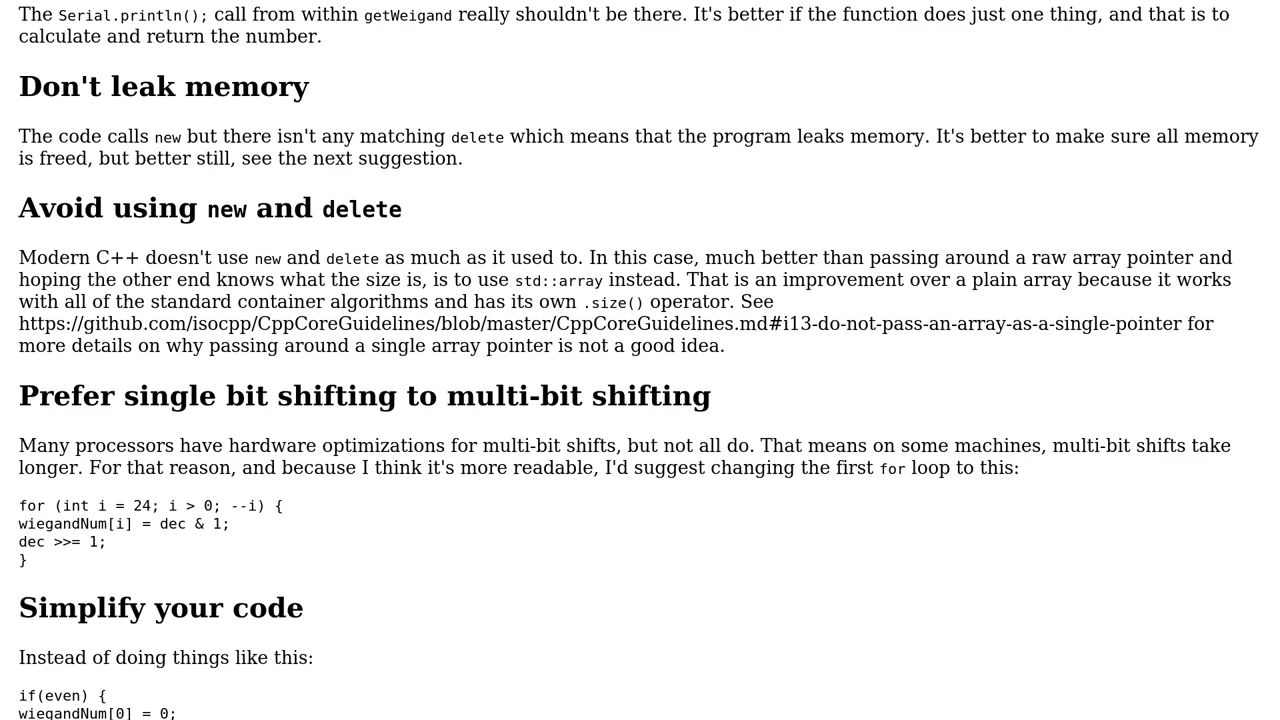 The Serial.println(); call from within getWeigand really shouldn't be there. It's better if the function does just one thing, and that is to
calculate and return the number.
Don't leak memory
The code calls new but there isn't any matching delete which means that the program leaks memory. It's better to make sure all memory
is freed, but better still, see the next suggestion.
Avoid using new and delete
Modern C++ doesn't use new and delete as much as it used to. In this case, much better than passing around a raw array pointer and
hoping the other end knows what the size is, is to use std::array instead. That is an improvement over a plain array because it works
with all of the standard container algorithms and has its own .size() operator. See
https://github.com/isocpp/CppCoreGuidelines/blob/master/CppCoreGuidelines.md#i13-do-not-pass-an-array-as-a-single-pointer for
more details on why passing around a single array pointer is not a good idea.
Prefer single bit shifting to multi-bit shifting
Many processors have hardware optimizations for multi-bit shifts, but not all do. That means on some machines, multi-bit shifts take
longer. For that reason, and because I think it's more readable, I'd suggest changing the first for loop to this:
for (int i = 24; i > 0; --i) {
wiegandNum[i] = dec & 1;
dec >>= 1;
}
Simplify your code
Instead of doing things like this:
if(even) {
wiegandNum[0] = 0;